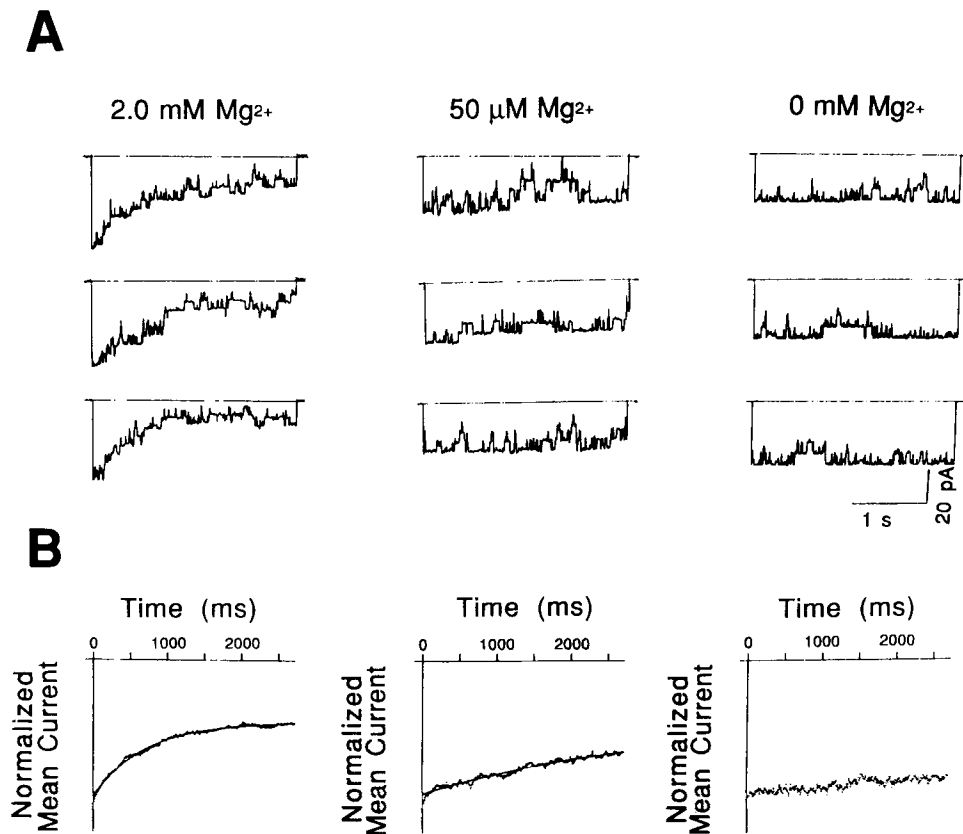 A
2.0 mM Mg2+
50 µM Mg2+
0 mM Mg2+
1 s
20 pA
B
Time (ms)
0 1000 2000
Normalized
Mean Current
Time (ms)
0 1000 2000
Normalized
Mean Current
Time (ms)
0 1000 2000
Normalized
Mean Current